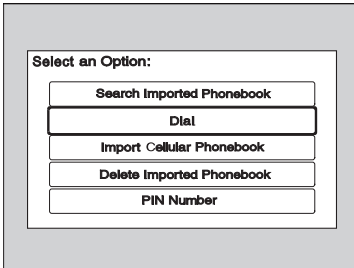 Select an Option:
Search Imported Phonebook
Dial
Import Cellular Phonebook
Delete Imported Phonebook
PIN Number